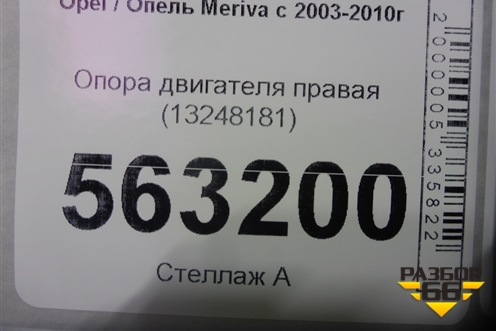 Opel / Опель Meriva с 2003-2010г
Опора двигателя правая
(13248181)
563200
Стеллаж А
2000005335822
РАЗБОР
66